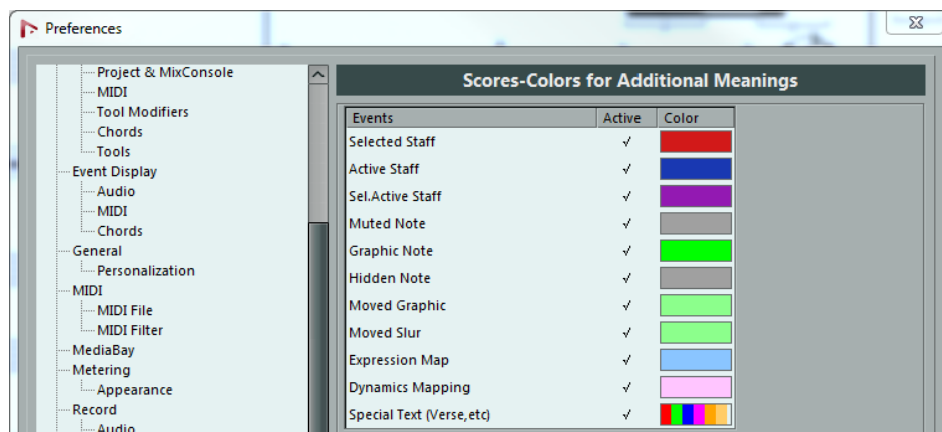 Preferences
Project & MixConsole
MIDI
Tool Modifiers
Chords
Tools
Event Display
Audio
MIDI
Chords
General
Personalization
MIDI
MIDI File
MIDI Filter
MediaBay
Metering
Appearance
Record
Audio
Scores-Colors for Additional Meanings
Events Active Color
Selected Staff
Active Staff
Sel.Active Staff
Muted Note
Graphic Note
Hidden Note
Moved Graphic
Moved Slur
Expression Map
Dynamics Mapping
Special Text (Verse,etc)